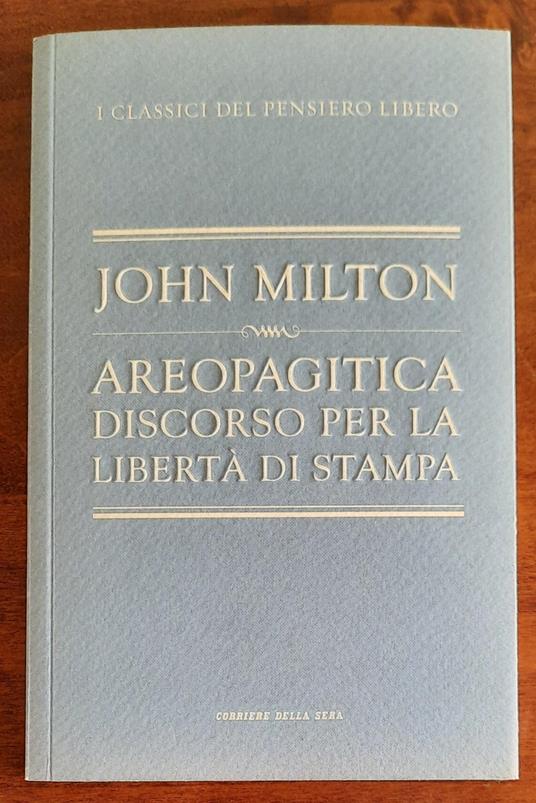 I CLASSICI DEL PENSIERO LIBERO
JOHN MILTON
AREOPAGITICA
DISCORSO PER LA
LIBERTÀ DI STAMPA
CORRIERE DELLA SERA